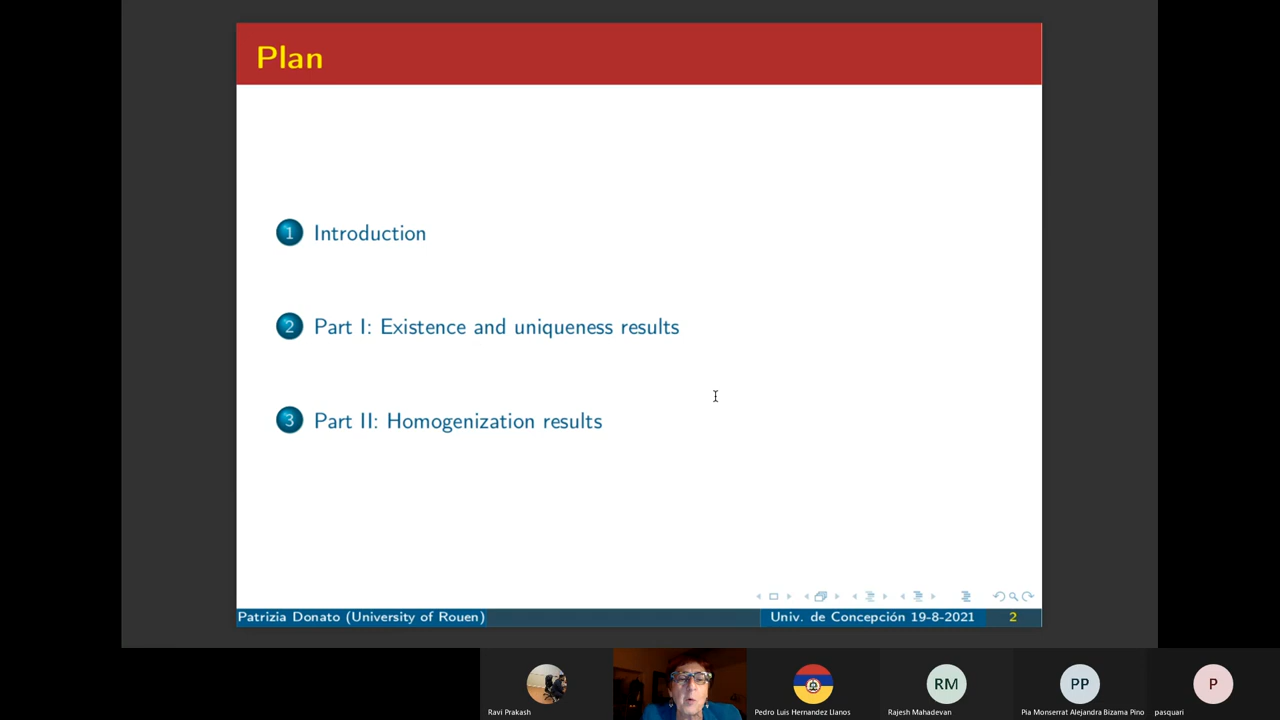 Plan
1 Introduction
2 Part I: Existence and uniqueness results
3 Part II: Homogenization results
Patrizia Donato (University of Rouen) Univ. de Concepción 19-8-2021 2
RM PP P
Ravi Prakash Pedro Luis Hernandez Llanos Rajesh Mahadevan Pia Monserrat Alejandra Bizama Pino pasquari